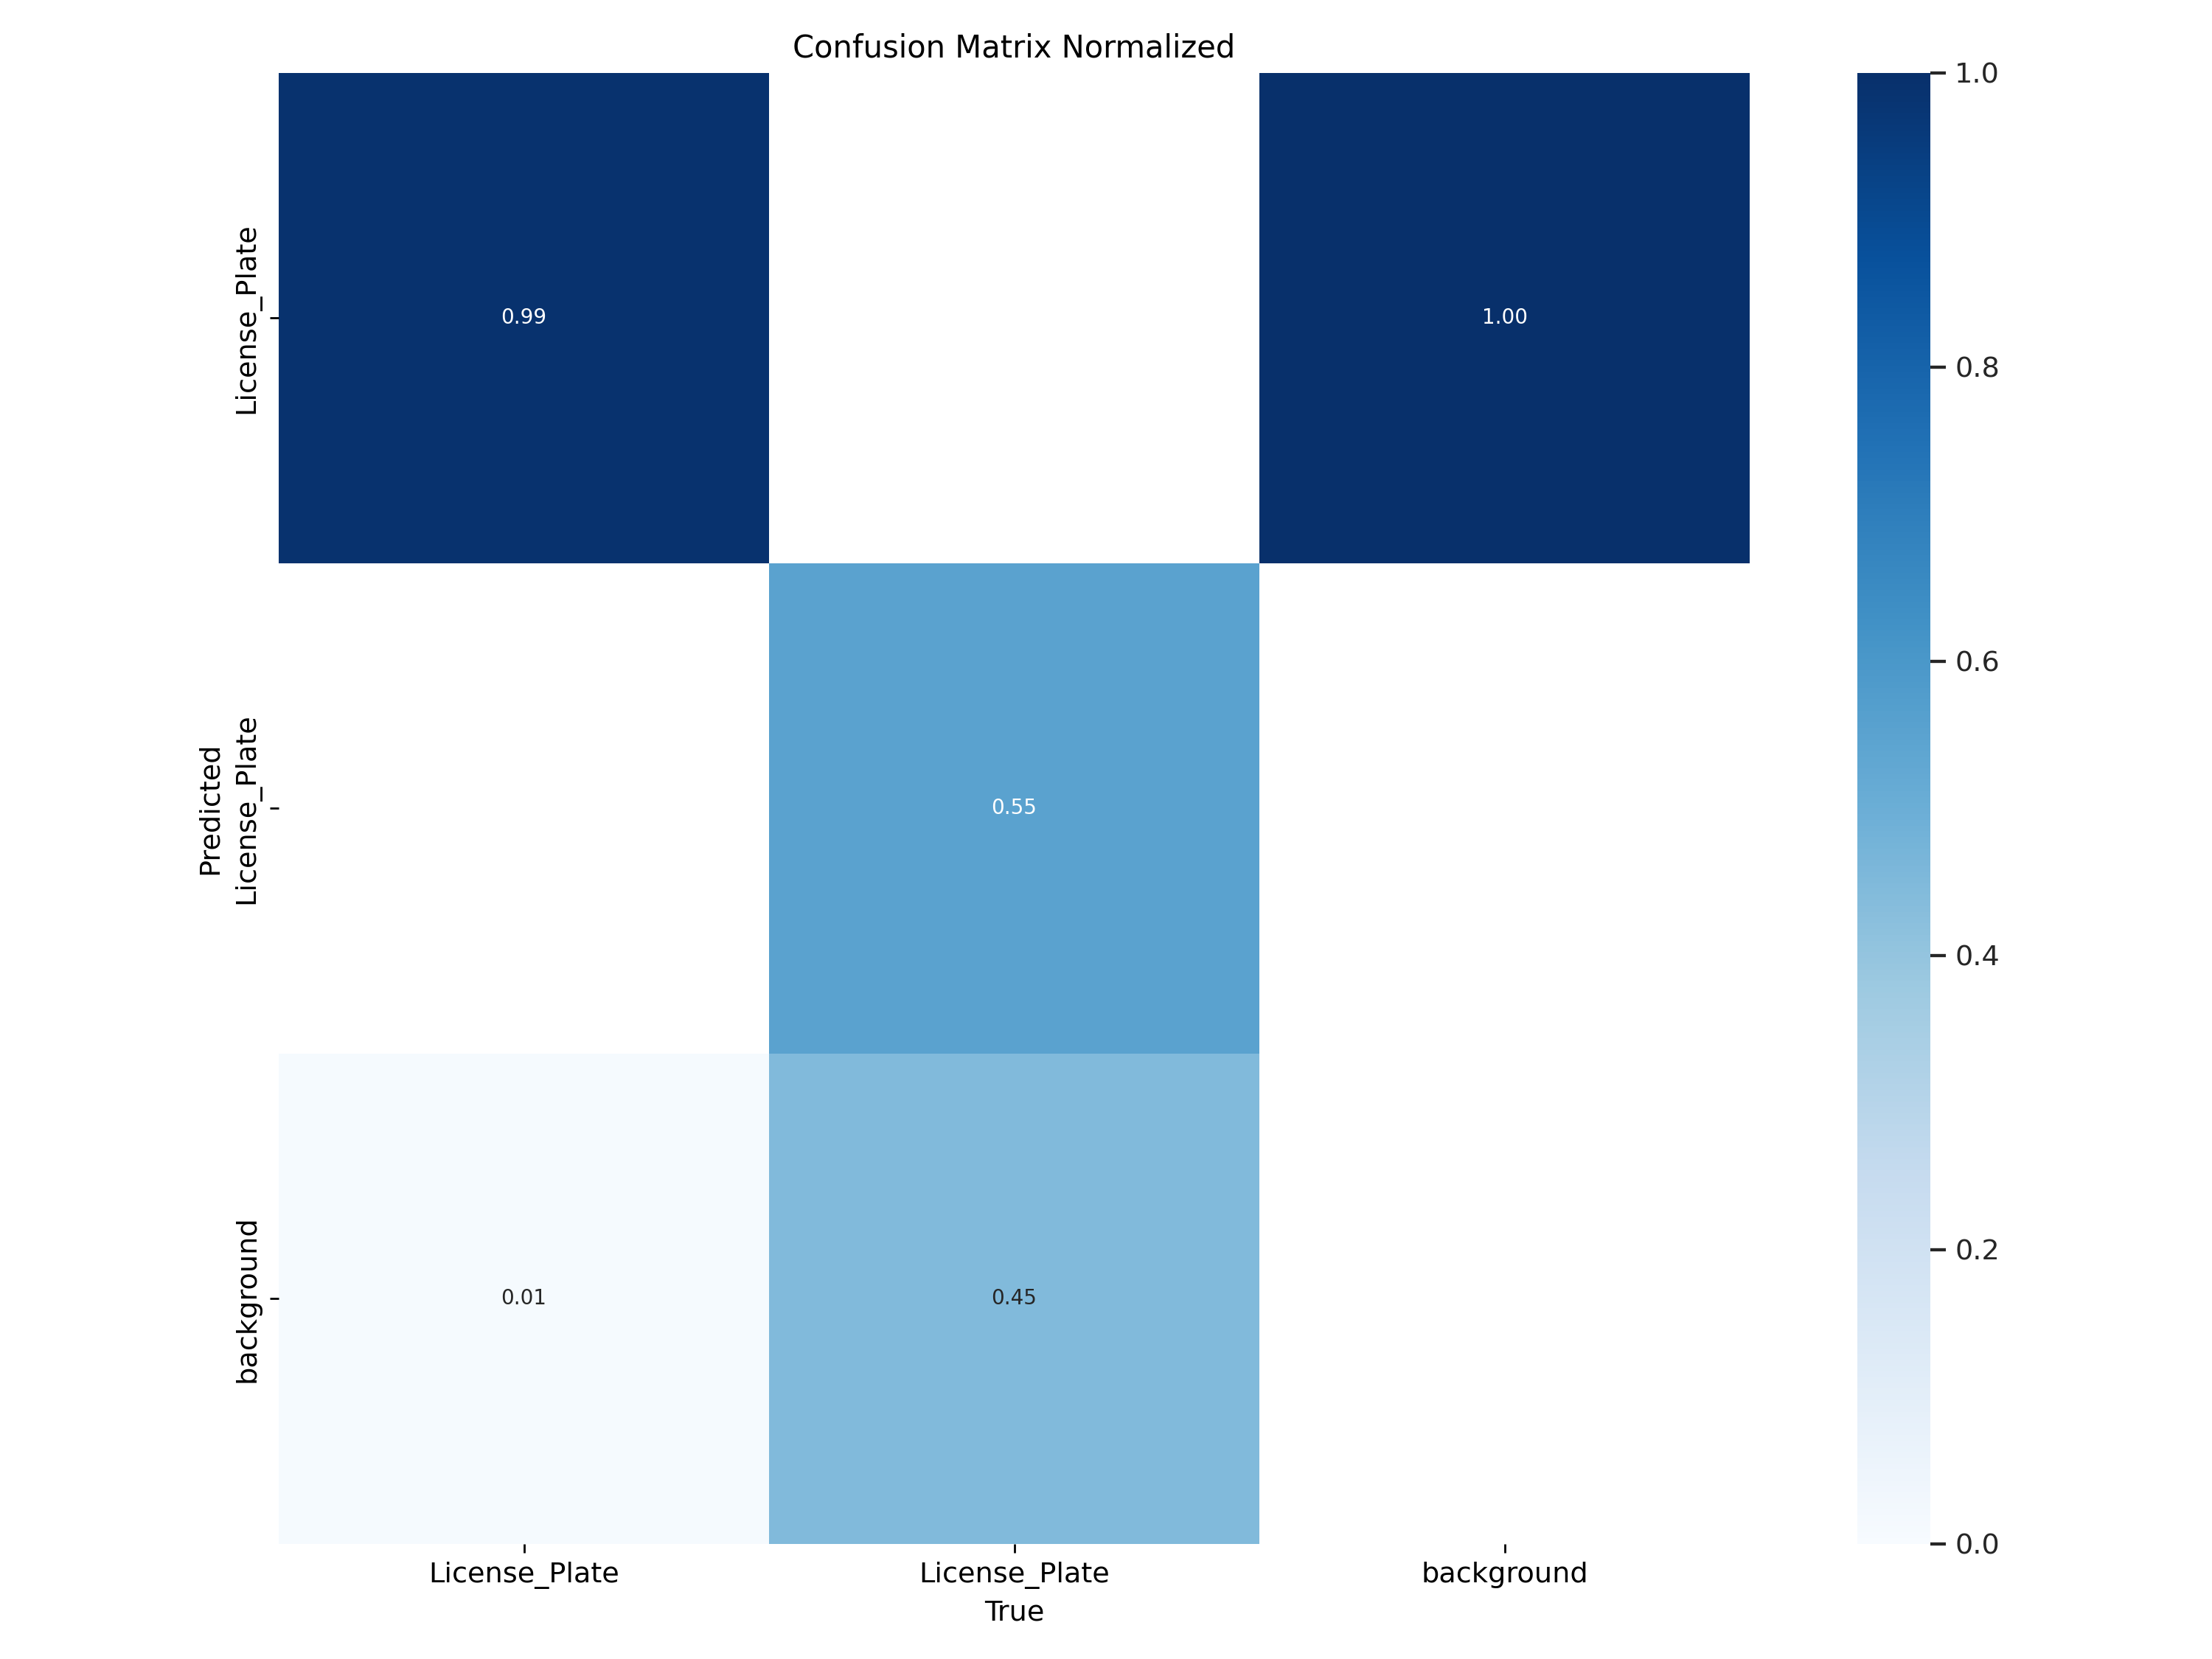 Confusion Matrix Normalized
1.0
License_Plate
0.99
1.00
0.8
0.6
Predicted
License_Plate
0.55
0.4
background
0.01
0.45
0.2
0.0
License_Plate
License_Plate
background
True